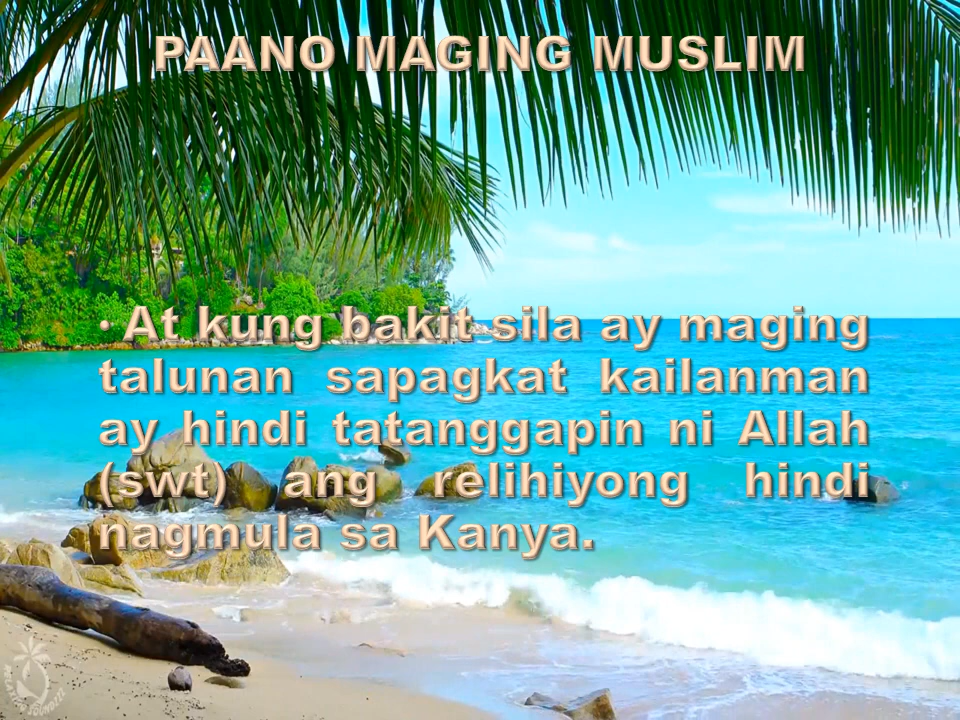 PAANO MAGING MUSLIM
• At kung bakit sila ay maging
talunan sapagkat kailanman
ay hindi tatanggapin ni Allah
(swt) ang relihiyong hindi
nagmula sa Kanya.